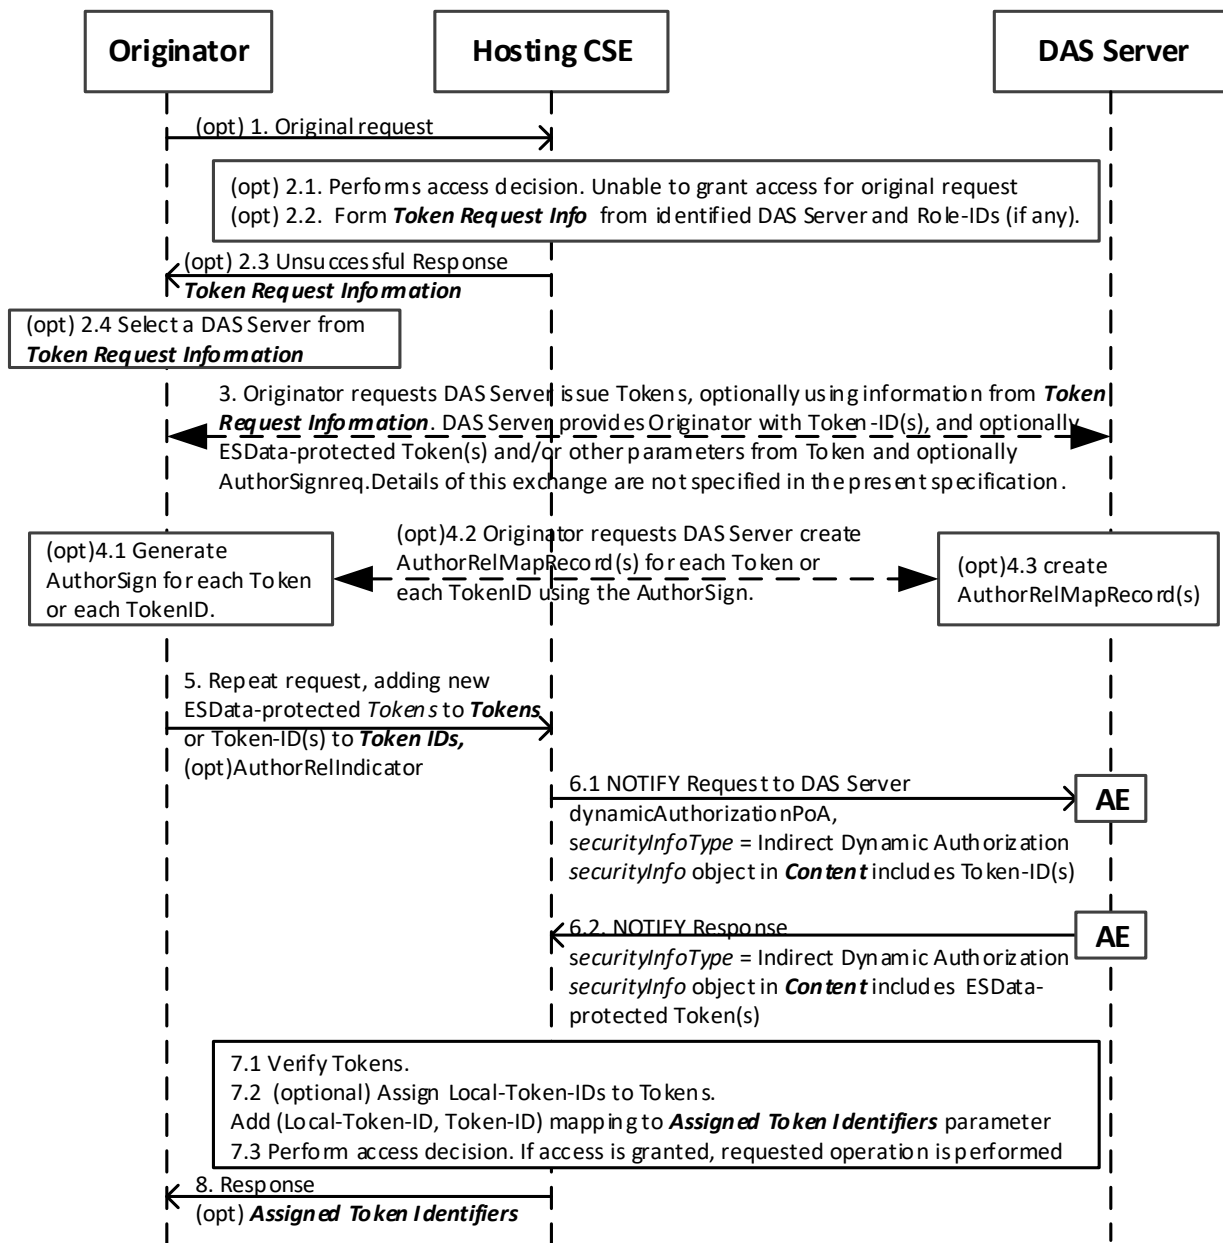 Originator
Hosting CSE
DAS Server
(opt) 1. Original request
(opt) 2.1. Performs access decision. Unable to grant access for original request
(opt) 2.2. Form Token Request Info from identified DAS Server and Role-IDs (if any).
(opt) 2.3 Unsuccessful Response
Token Request Information
(opt) 2.4 Select a DAS Server from
Token Request Information
3. Originator requests DAS Server issue Tokens, optionally using information from Token
Request Information. DAS Server provides Originator with Token-ID(s), and optionally
ESData-protected Token(s) and/or other parameters from Token and optionally
AuthorSignreq.Details of this exchange are not specified in the present specification.
(opt)4.1 Generate
AuthorSign for each Token
or each TokenID.
(opt)4.2 Originator requests DAS Server create
AuthorRelMapRecord(s) for each Token or
each TokenID using the AuthorSign.
(opt)4.3 create
AuthorRelMapRecord(s)
5. Repeat request, adding new
ESData-protected Tokens to Tokens
or Token-ID(s) to Token IDs,
(opt)AuthorRelIndicator
6.1 NOTIFY Request to DAS Server
dynamicAuthorizationPoA,
securityInfoType = Indirect Dynamic Authorization
securityInfo object in Content includes Token-ID(s)
AE
6.2. NOTIFY Response
securityInfoType = Indirect Dynamic Authorization
securityInfo object in Content includes ESData-
protected Token(s)
AE
7.1 Verify Tokens.
7.2 (optional) Assign Local-Token-IDs to Tokens.
Add (Local-Token-ID, Token-ID) mapping to Assigned Token Identifiers parameter
7.3 Perform access decision. If access is granted, requested operation is performed
8. Response
(opt) Assigned Token Identifiers